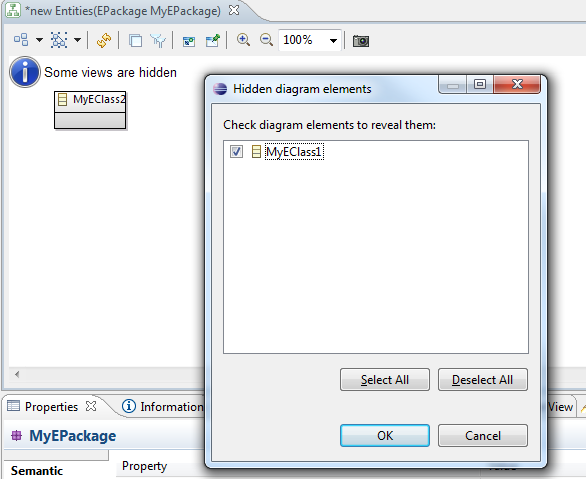 *new Entities(EPackage MyEPackage)
100%
Some views are hidden
MyEClass2
Hidden diagram elements
Check diagram elements to reveal them:
MyEClass1
Select All
Deselect All
OK
Cancel
Properties
Information
View
MyEPackage
Semantic
Property